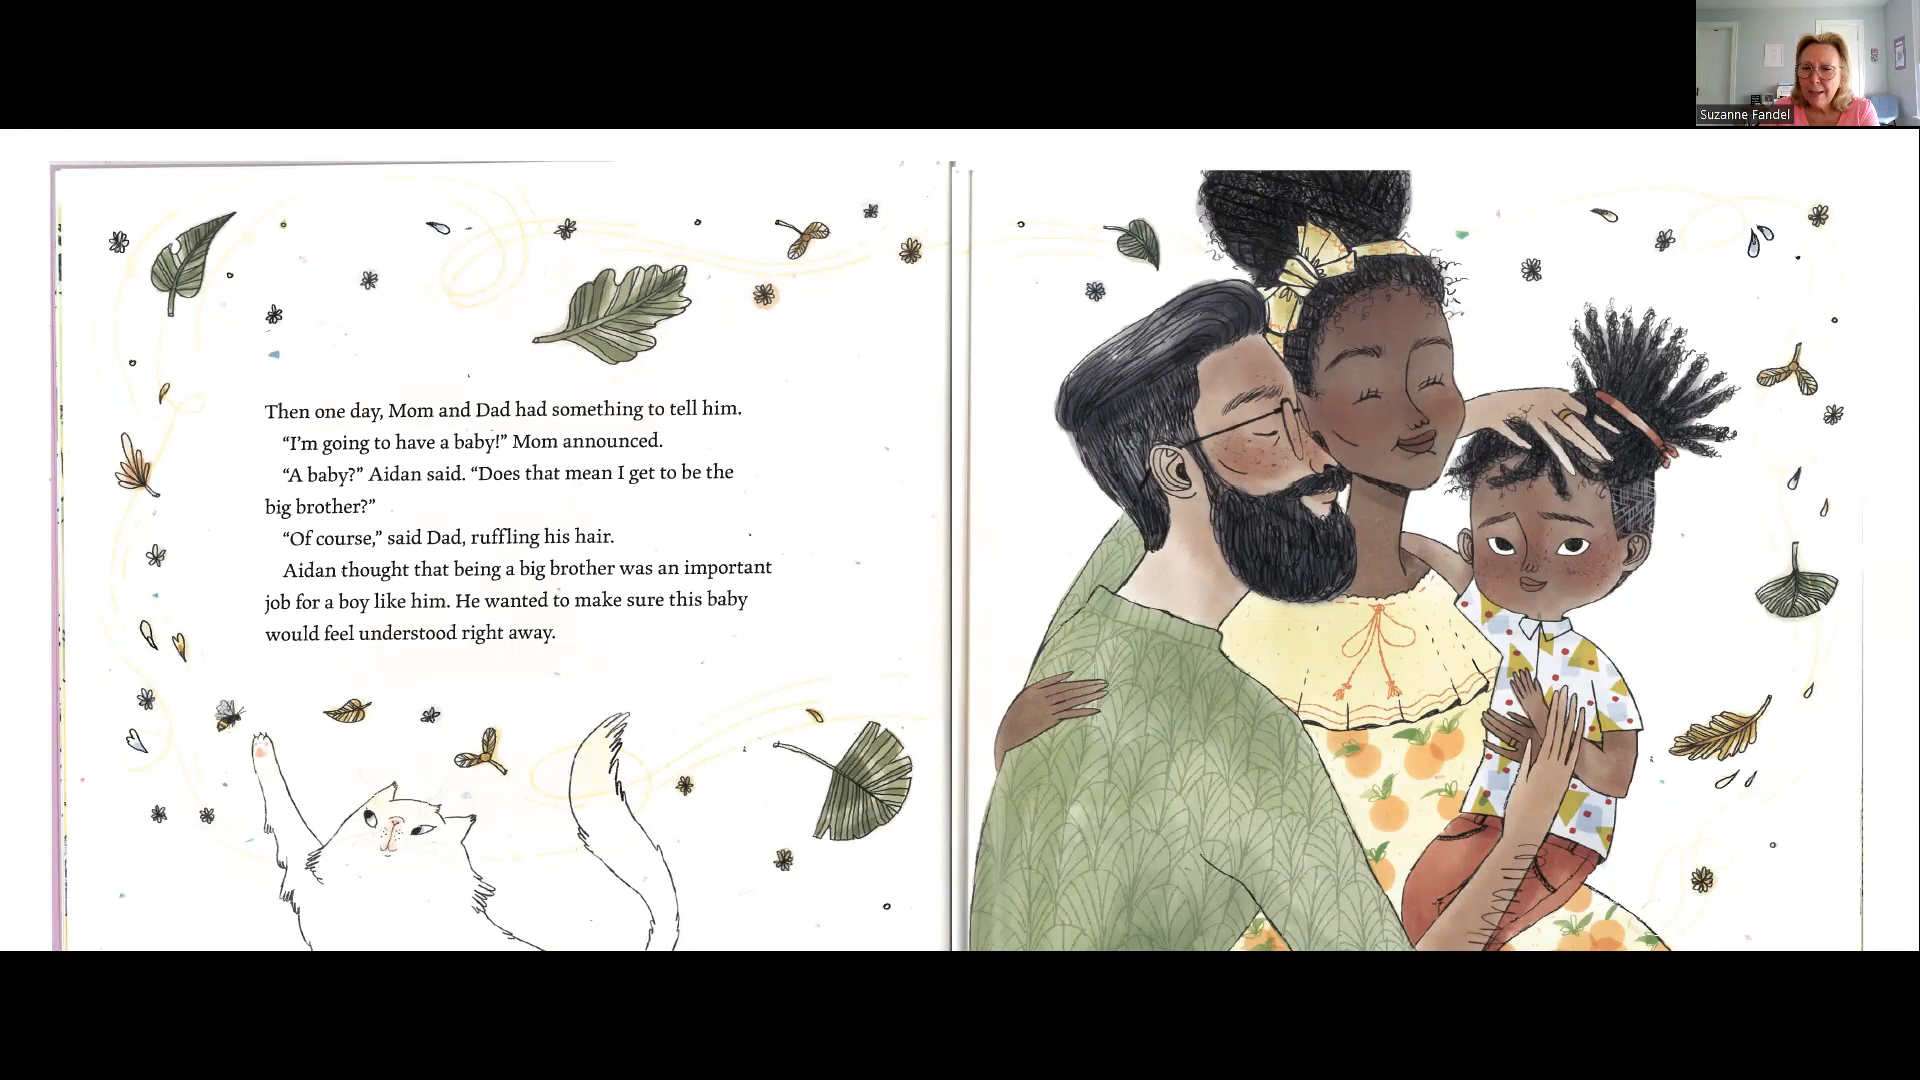 Suzanne Fandel
Then one day, Mom and Dad had something to tell him.
“I’m going to have a baby!” Mom announced.
“A baby?” Aidan said. “Does that mean I get to be the
big brother?”
“Of course,” said Dad, ruffling his hair.
Aidan thought that being a big brother was an important
job for a boy like him. He wanted to make sure this baby
would feel understood right away.